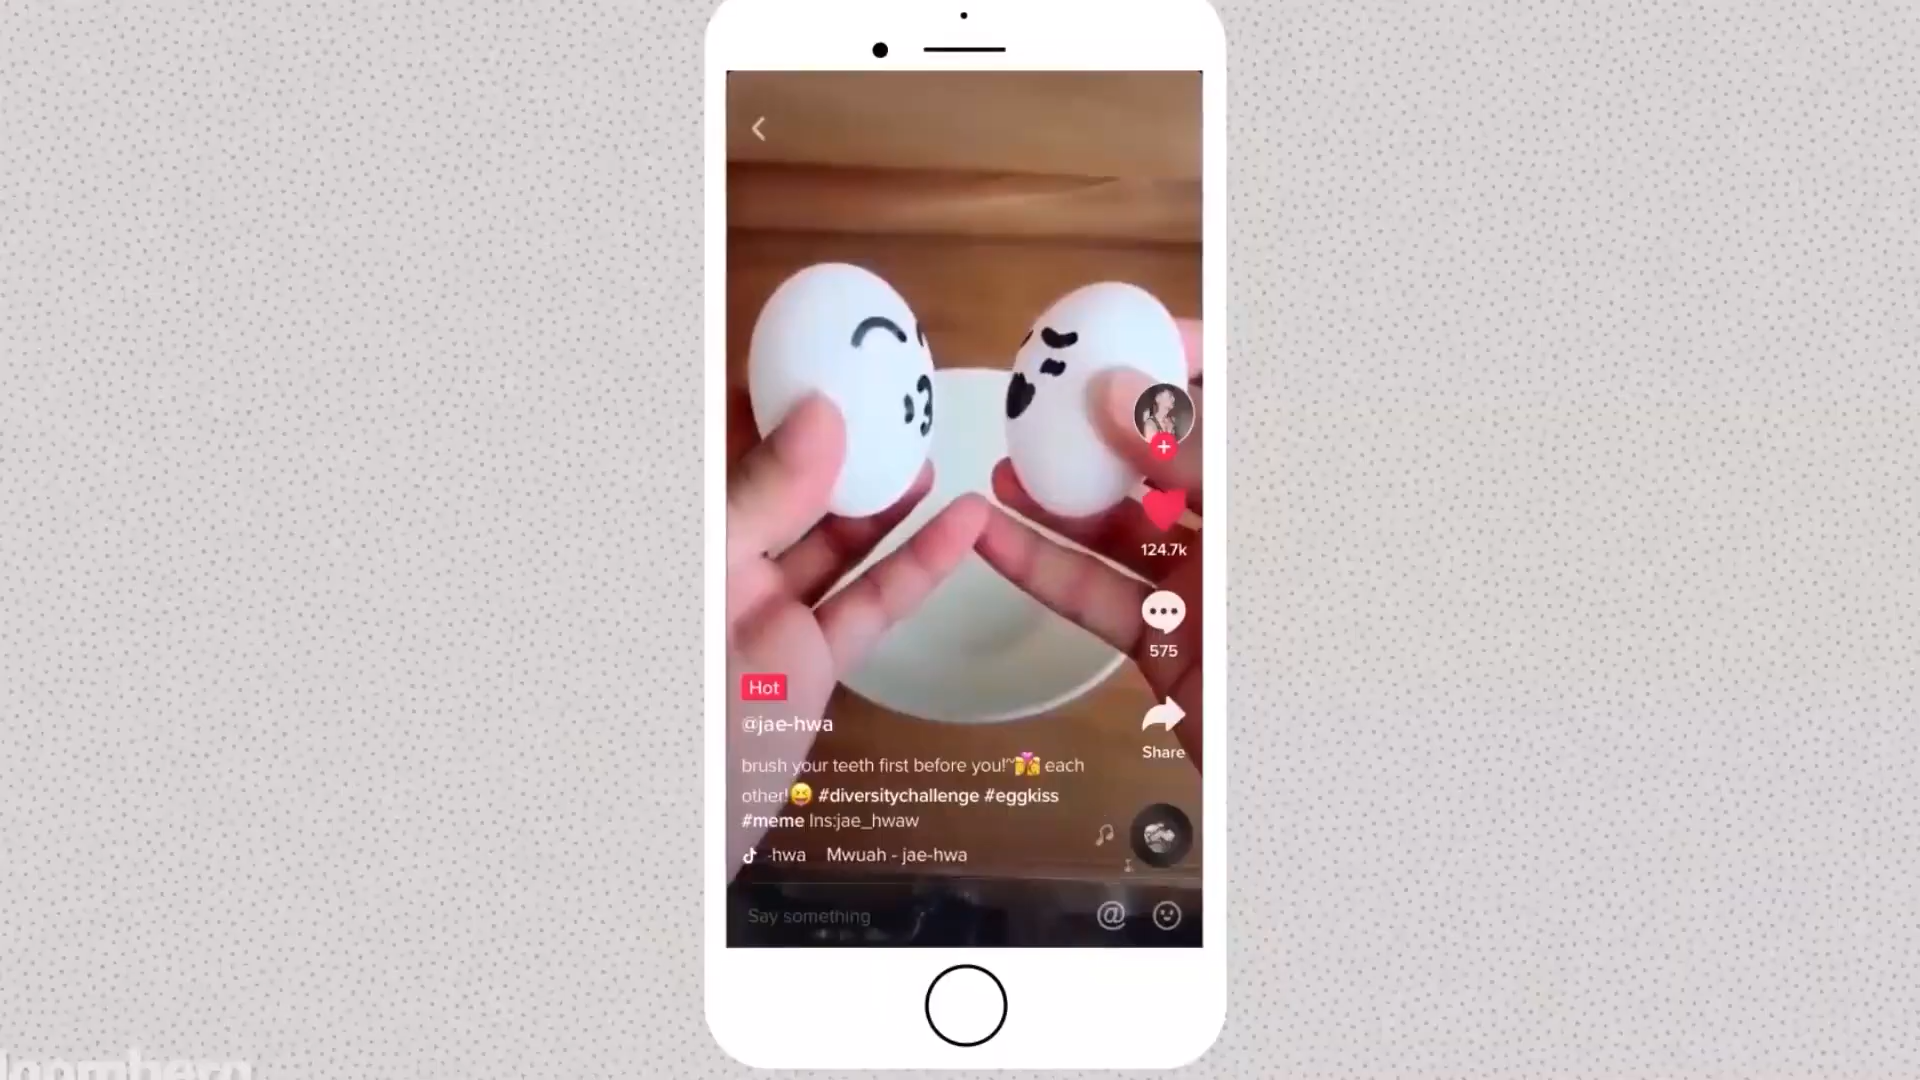 124.7k
575
Hot
@jae-hwa
Share
brush your teeth first before you!~ each
other! #diversitychallenge #eggkiss
#meme Ins:jae_hwaw
-hwa Mwuah - jae-hwa
Say something
@